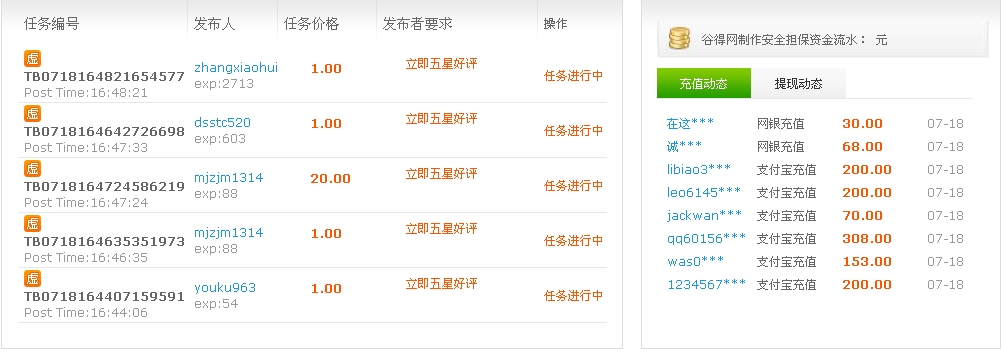 任务编号 发布人 任务价格 发布者要求 操作
虚
TB0718164821654577 zhangxiaohui 1.00 立即五星好评 任务进行中
Post Time:16:48:21 exp:2713
虚
TB0718164642726698 dsstc520 1.00 立即五星好评 任务进行中
Post Time:16:47:33 exp:603
虚
TB0718164724586219 mjzjm1314 20.00 立即五星好评 任务进行中
Post Time:16:47:24 exp:88
虚
TB0718164635351973 mjzjm1314 1.00 立即五星好评 任务进行中
Post Time:16:46:35 exp:88
虚
TB0718164407159591 youku963 1.00 立即五星好评 任务进行中
Post Time:16:44:06 exp:54
谷得网制作安全担保资金流水： 元
充值动态 提现动态
在这*** 网银充值 30.00 07-18
诚*** 网银充值 68.00 07-18
libiao3*** 支付宝充值 200.00 07-18
leo6145*** 支付宝充值 200.00 07-18
jackwan*** 支付宝充值 70.00 07-18
qq60156*** 支付宝充值 308.00 07-18
was0*** 支付宝充值 153.00 07-18
1234567*** 支付宝充值 200.00 07-18